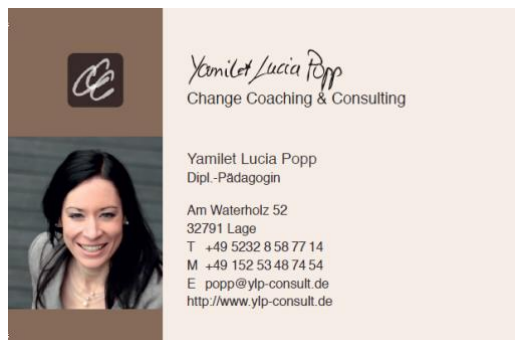 CC
Yamilet Lucia Popp
Change Coaching & Consulting
Yamilet Lucia Popp
Dipl.-Pädagogin
Am Waterholz 52
32791 Lage
T +49 5232 8 58 77 14
M +49 152 53 48 74 54
E popp@ylp-consult.de
http://www.ylp-consult.de